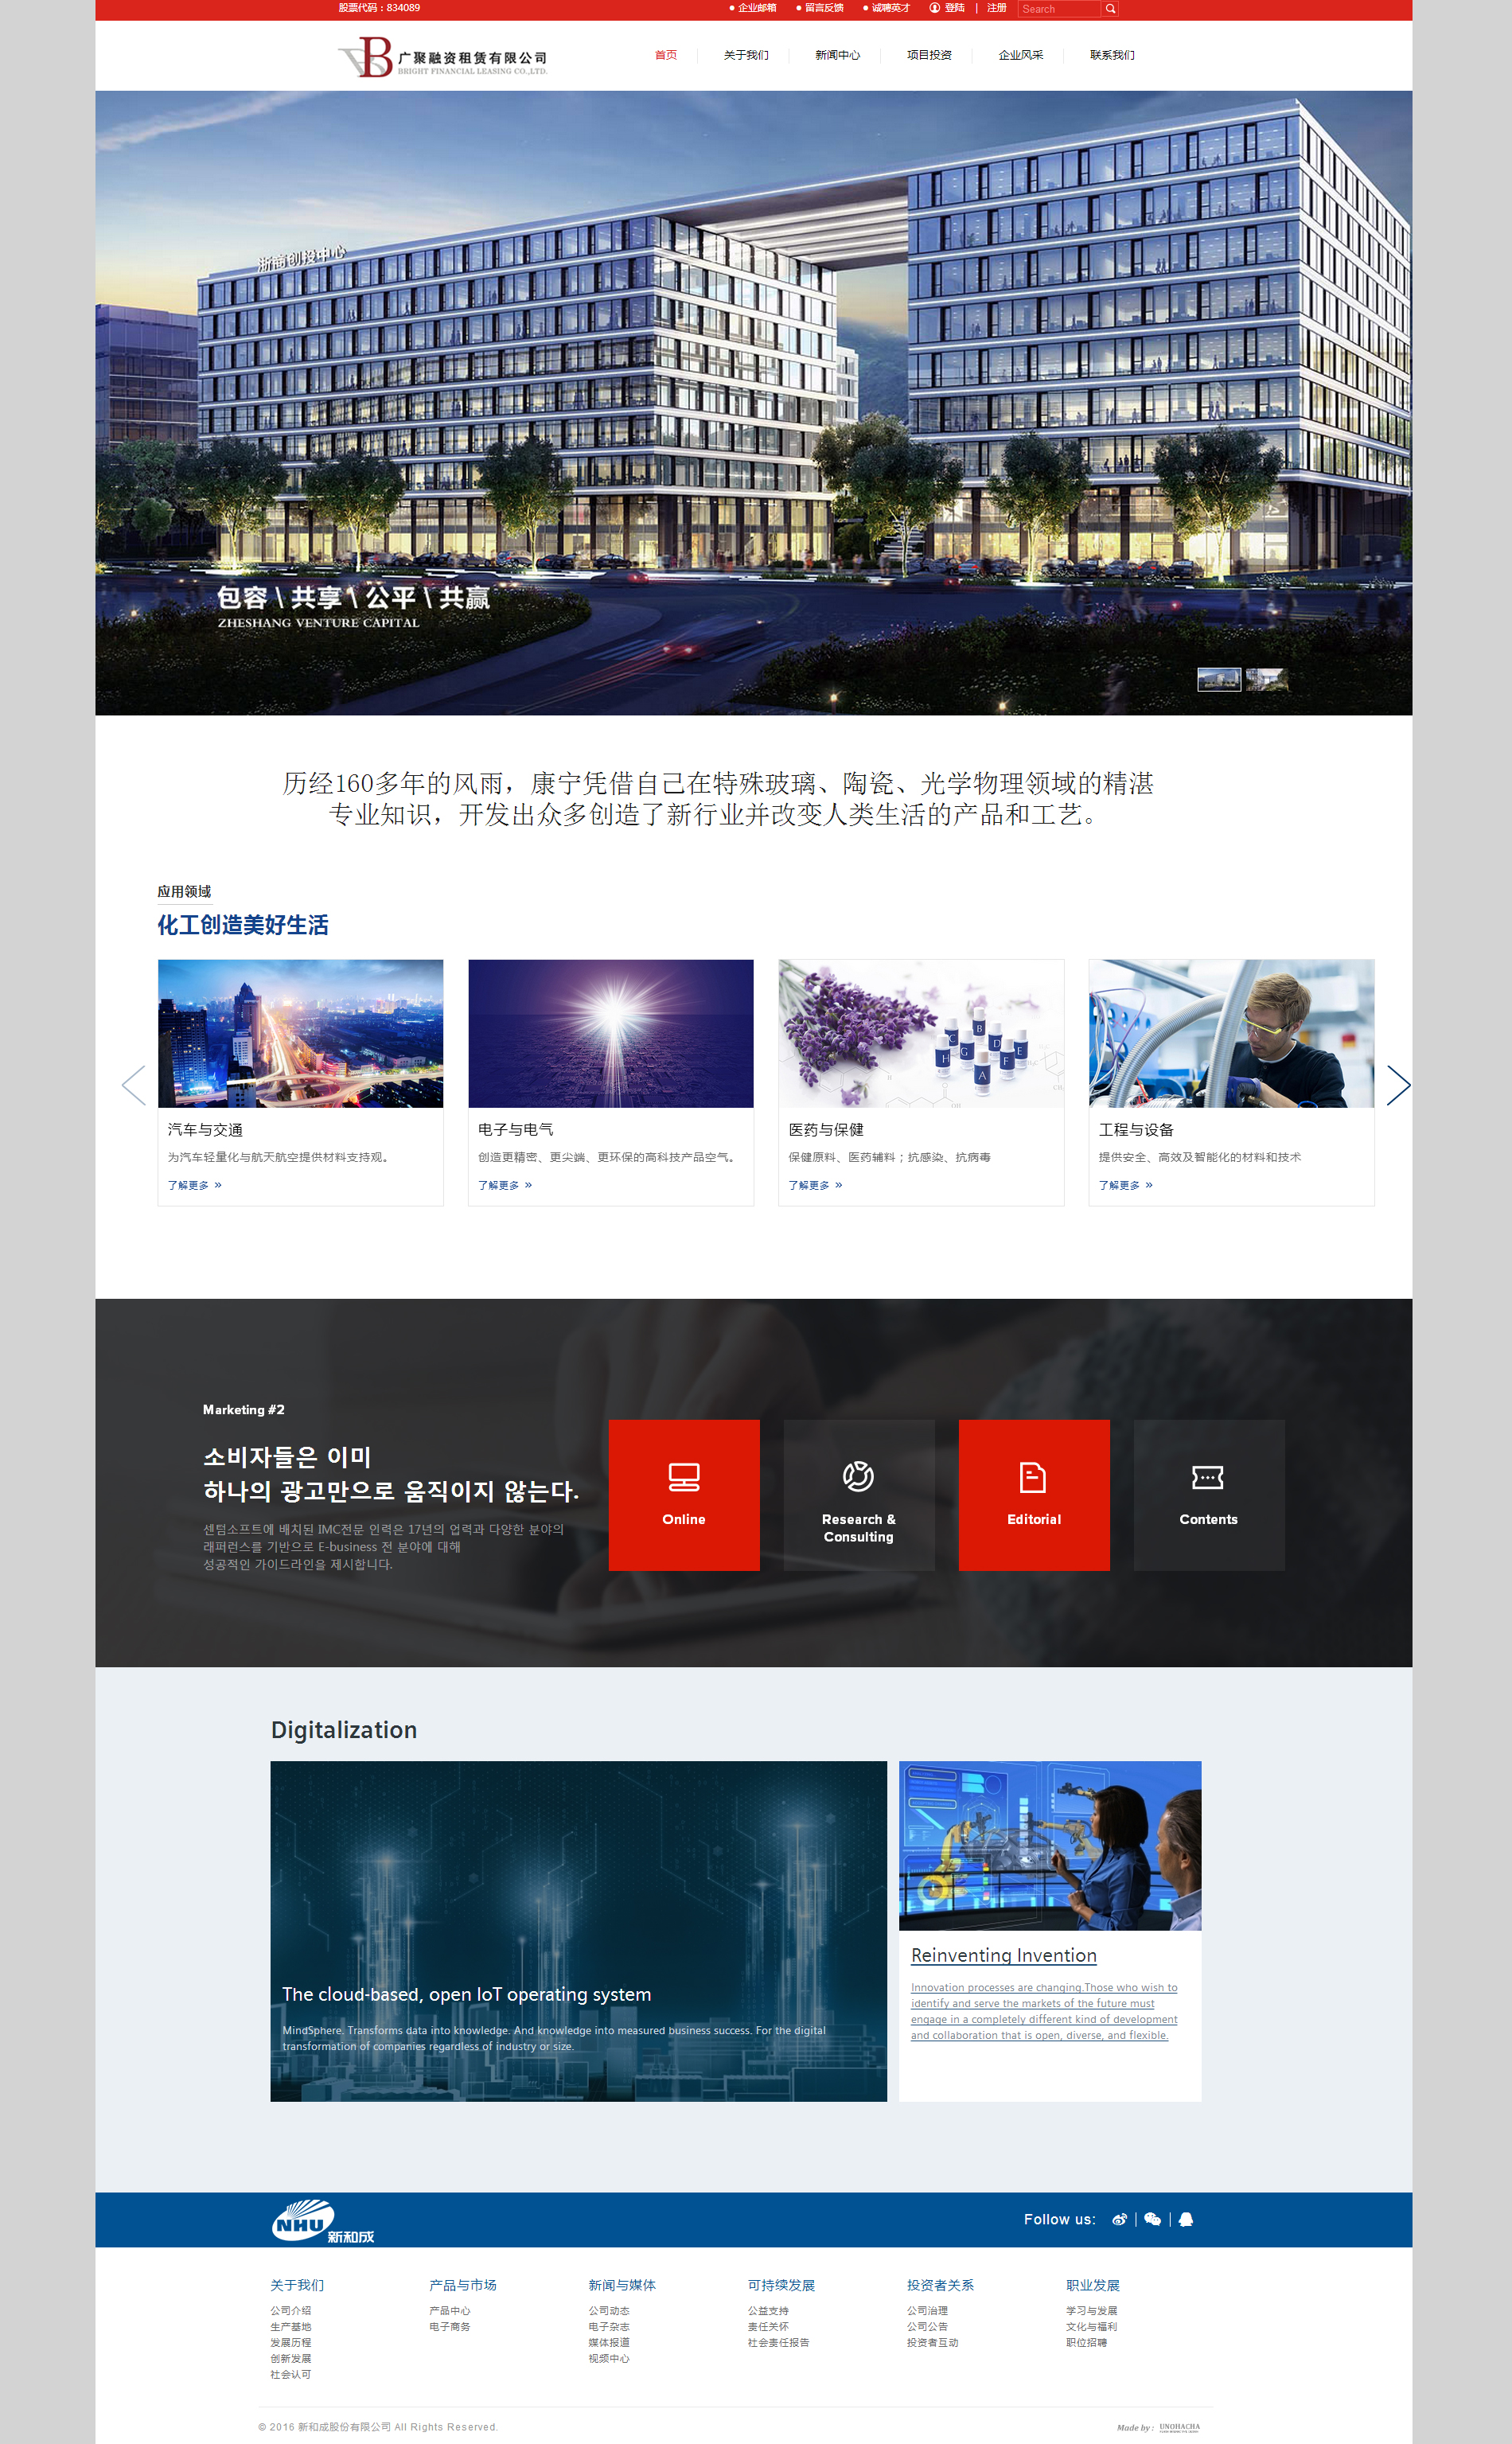 股票代码：834089
企业邮箱
留言反馈
诚聘英才
登陆
注册
Search
广聚融资租赁有限公司
BRIGHT FINANCIAL LEASING CO.,LTD.
首页
关于我们
新闻中心
项目投资
企业风采
联系我们
浙商创投中心
包容 \ 共享 \ 公平 \ 共赢
ZHESHANG VENTURE CAPITAL
历经160多年的风雨，康宁凭借自己在特殊玻璃、陶瓷、光学物理领域的精湛
专业知识，开发出众多创造了新行业并改变人类生活的产品和工艺。
应用领域
化工创造美好生活
汽车与交通
为汽车轻量化与航天航空提供材料支持观。
了解更多 »
电子与电气
创造更精密、更尖端、更环保的高科技产品空气。
了解更多 »
医药与保健
保健原料、医药辅料；抗感染、抗病毒
了解更多 »
工程与设备
提供安全、高效及智能化的材料和技术
了解更多 »
Marketing #2
소비자들은 이미
하나의 광고만으로 움직이지 않는다.
센텀소프트에 배치된 IMC전문 인력은 17년의 업력과 다양한 분야의
래퍼런스를 기반으로 E-business 전 분야에 대해
성공적인 가이드라인을 제시합니다.
Online
Research &
Consulting
Editorial
Contents
Digitalization
The cloud-based, open IoT operating system
MindSphere. Transforms data into knowledge. And knowledge into measured business success. For the digital
transformation of companies regardless of industry or size.
Reinventing Invention
Innovation processes are changing.Those who wish to
identify and serve the markets of the future must
engage in a completely different kind of development
and collaboration that is open, diverse, and flexible.
NHU 新和成
Follow us:
关于我们
公司介绍
生产基地
发展历程
创新发展
社会认可
产品与市场
产品中心
电子商务
新闻与媒体
公司动态
电子杂志
媒体报道
视频中心
可持续发展
公益支持
责任关怀
社会责任报告
投资者关系
公司治理
公司公告
投资者互动
职业发展
学习与发展
文化与福利
职位招聘
© 2016 新和成股份有限公司 All Rights Reserved.
Made by: UNOHACHA